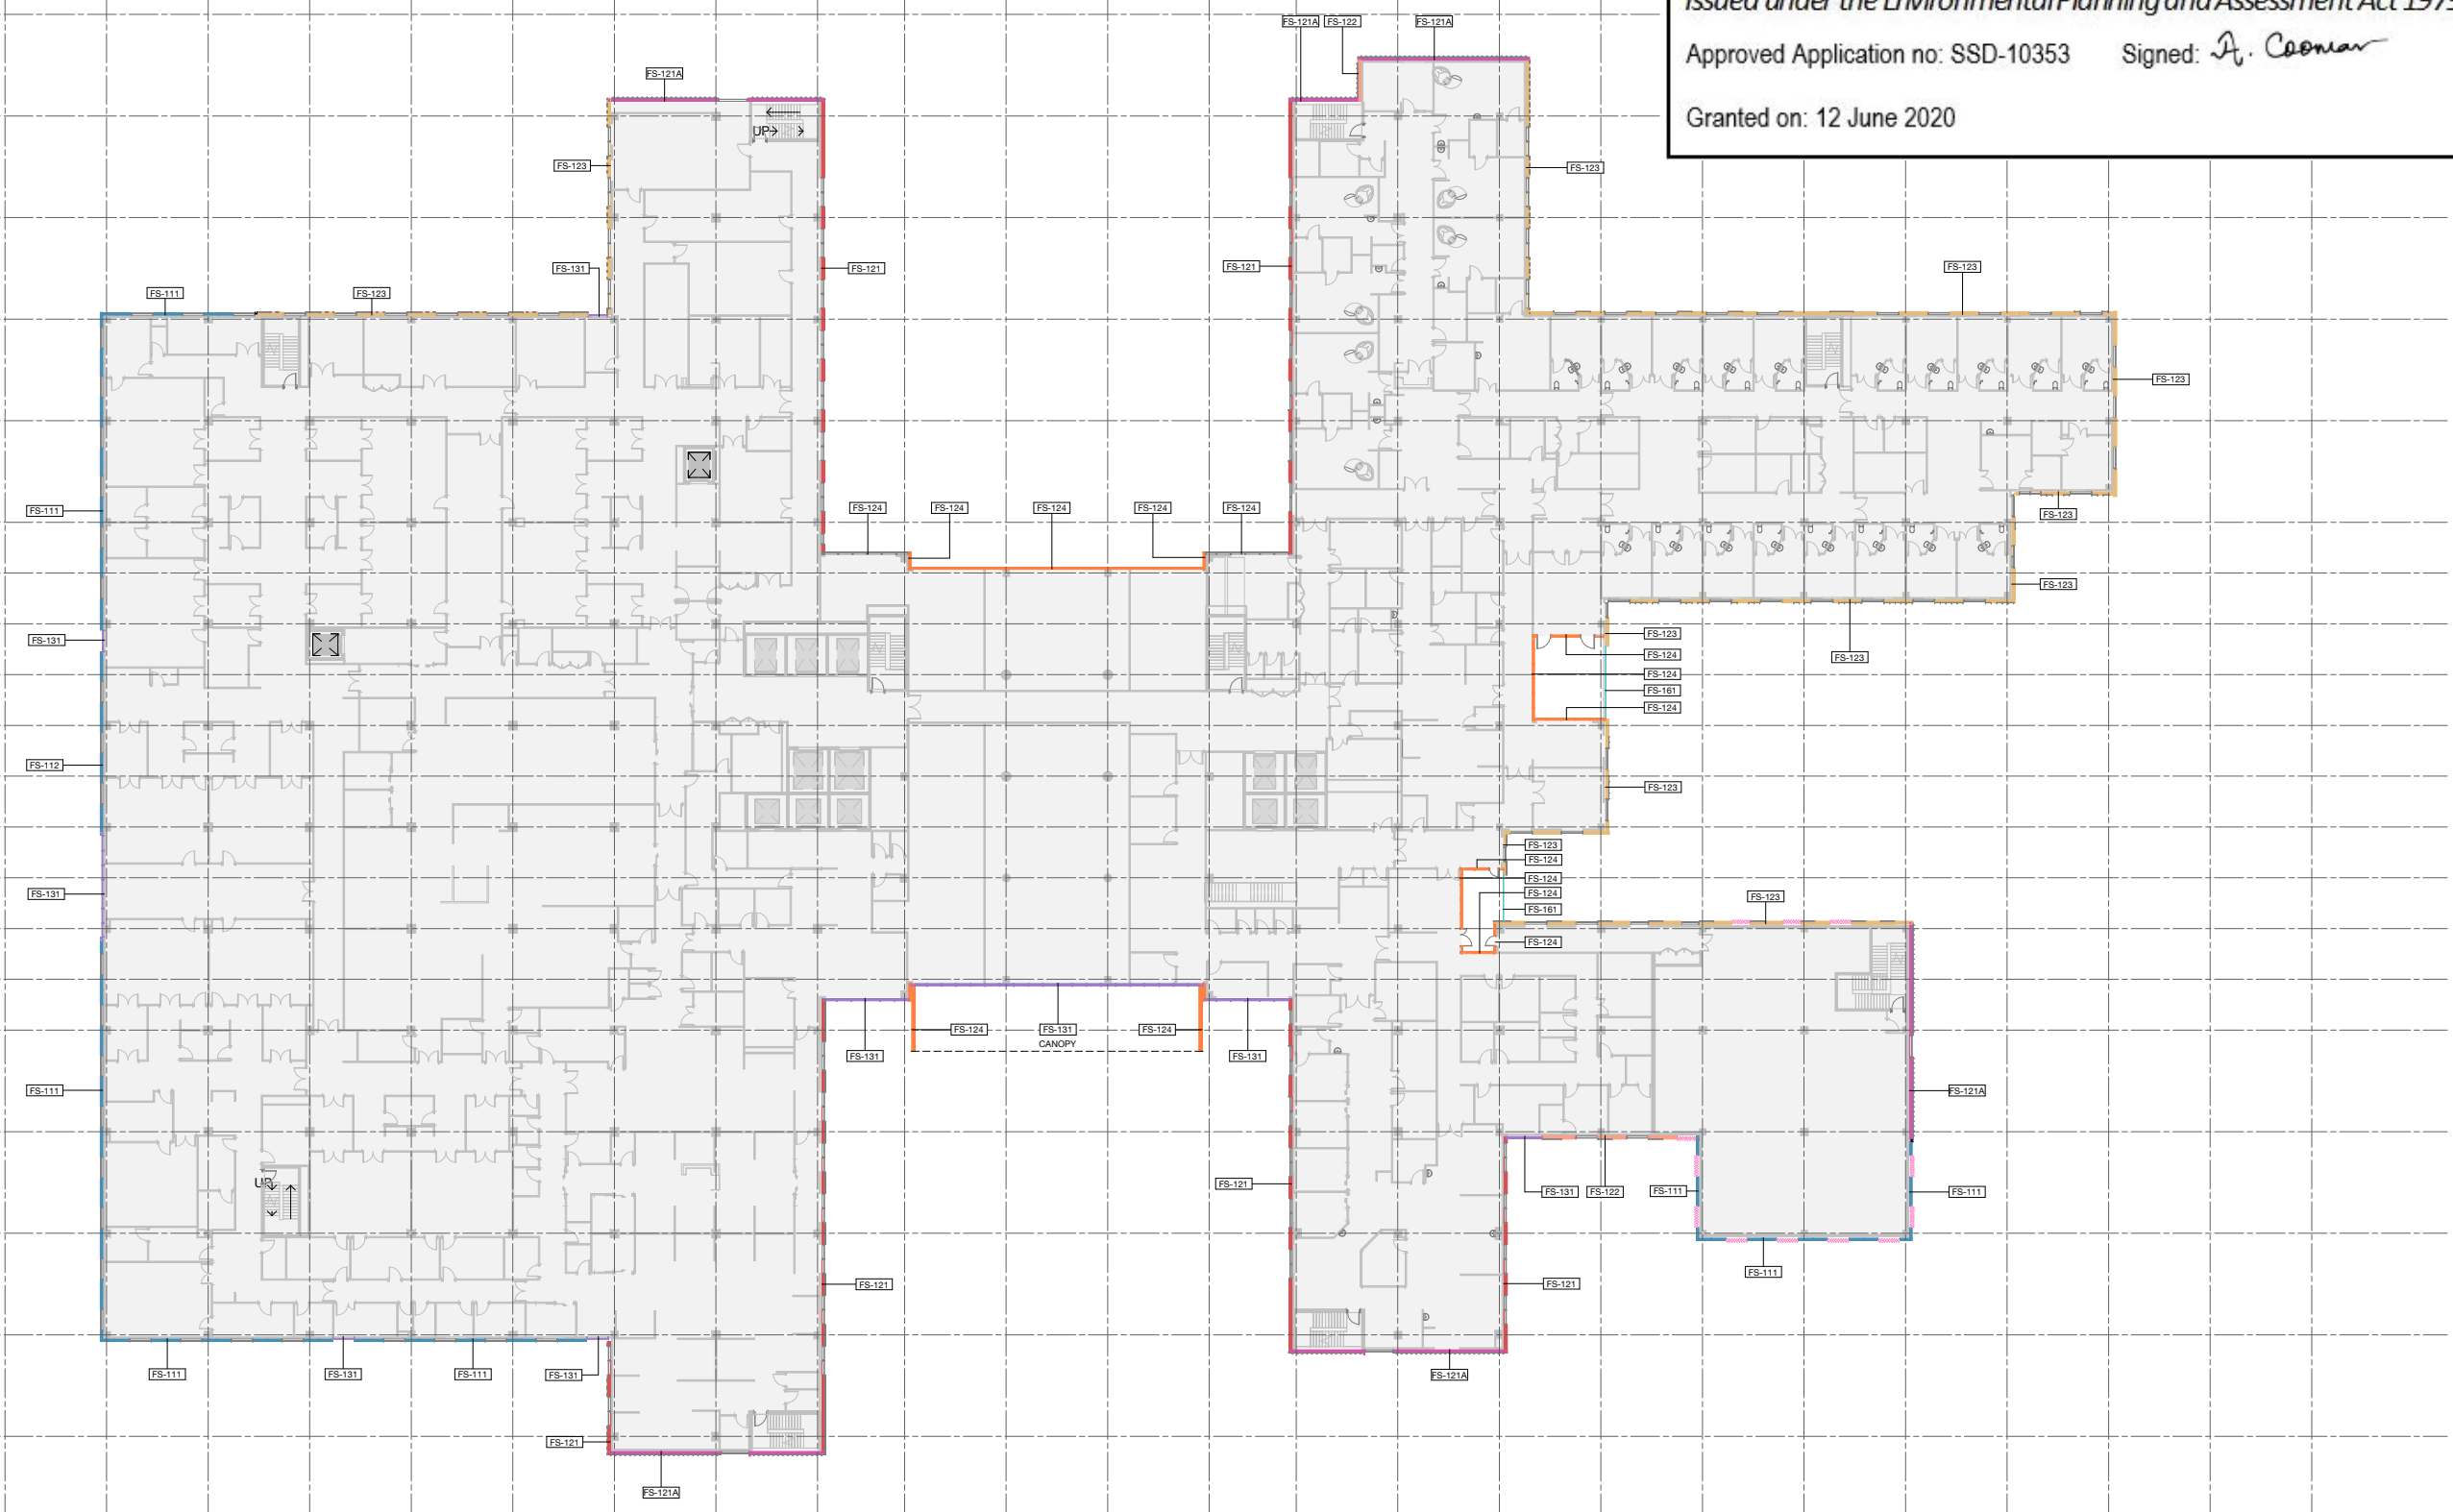 Issued under the Environmental Planning and Assessment Act 1979
Approved Application no: SSD-10353 Signed: A. Coomar
Granted on: 12 June 2020
FS-121A FS-122 FS-121A
FS-121A
UP
FS-123 FS-123
FS-131 FS-121 FS-121 FS-123
FS-111 FS-123
FS-123
FS-111 FS-124 FS-124 FS-124 FS-124 FS-124 FS-123
FS-123
FS-131 FS-123
FS-124 FS-123
FS-124
FS-161
FS-124
FS-112 FS-123
FS-123
FS-124
FS-131 FS-124
FS-124 FS-123
FS-161
FS-124
FS-124 FS-131 FS-124
CANOPY
FS-131 FS-131
FS-111 FS-121A
UP FS-121 FS-131 FS-122 FS-111 FS-111
FS-121 FS-121 FS-111
FS-111 FS-131 FS-111 FS-131 FS-121A
FS-121
FS-121A